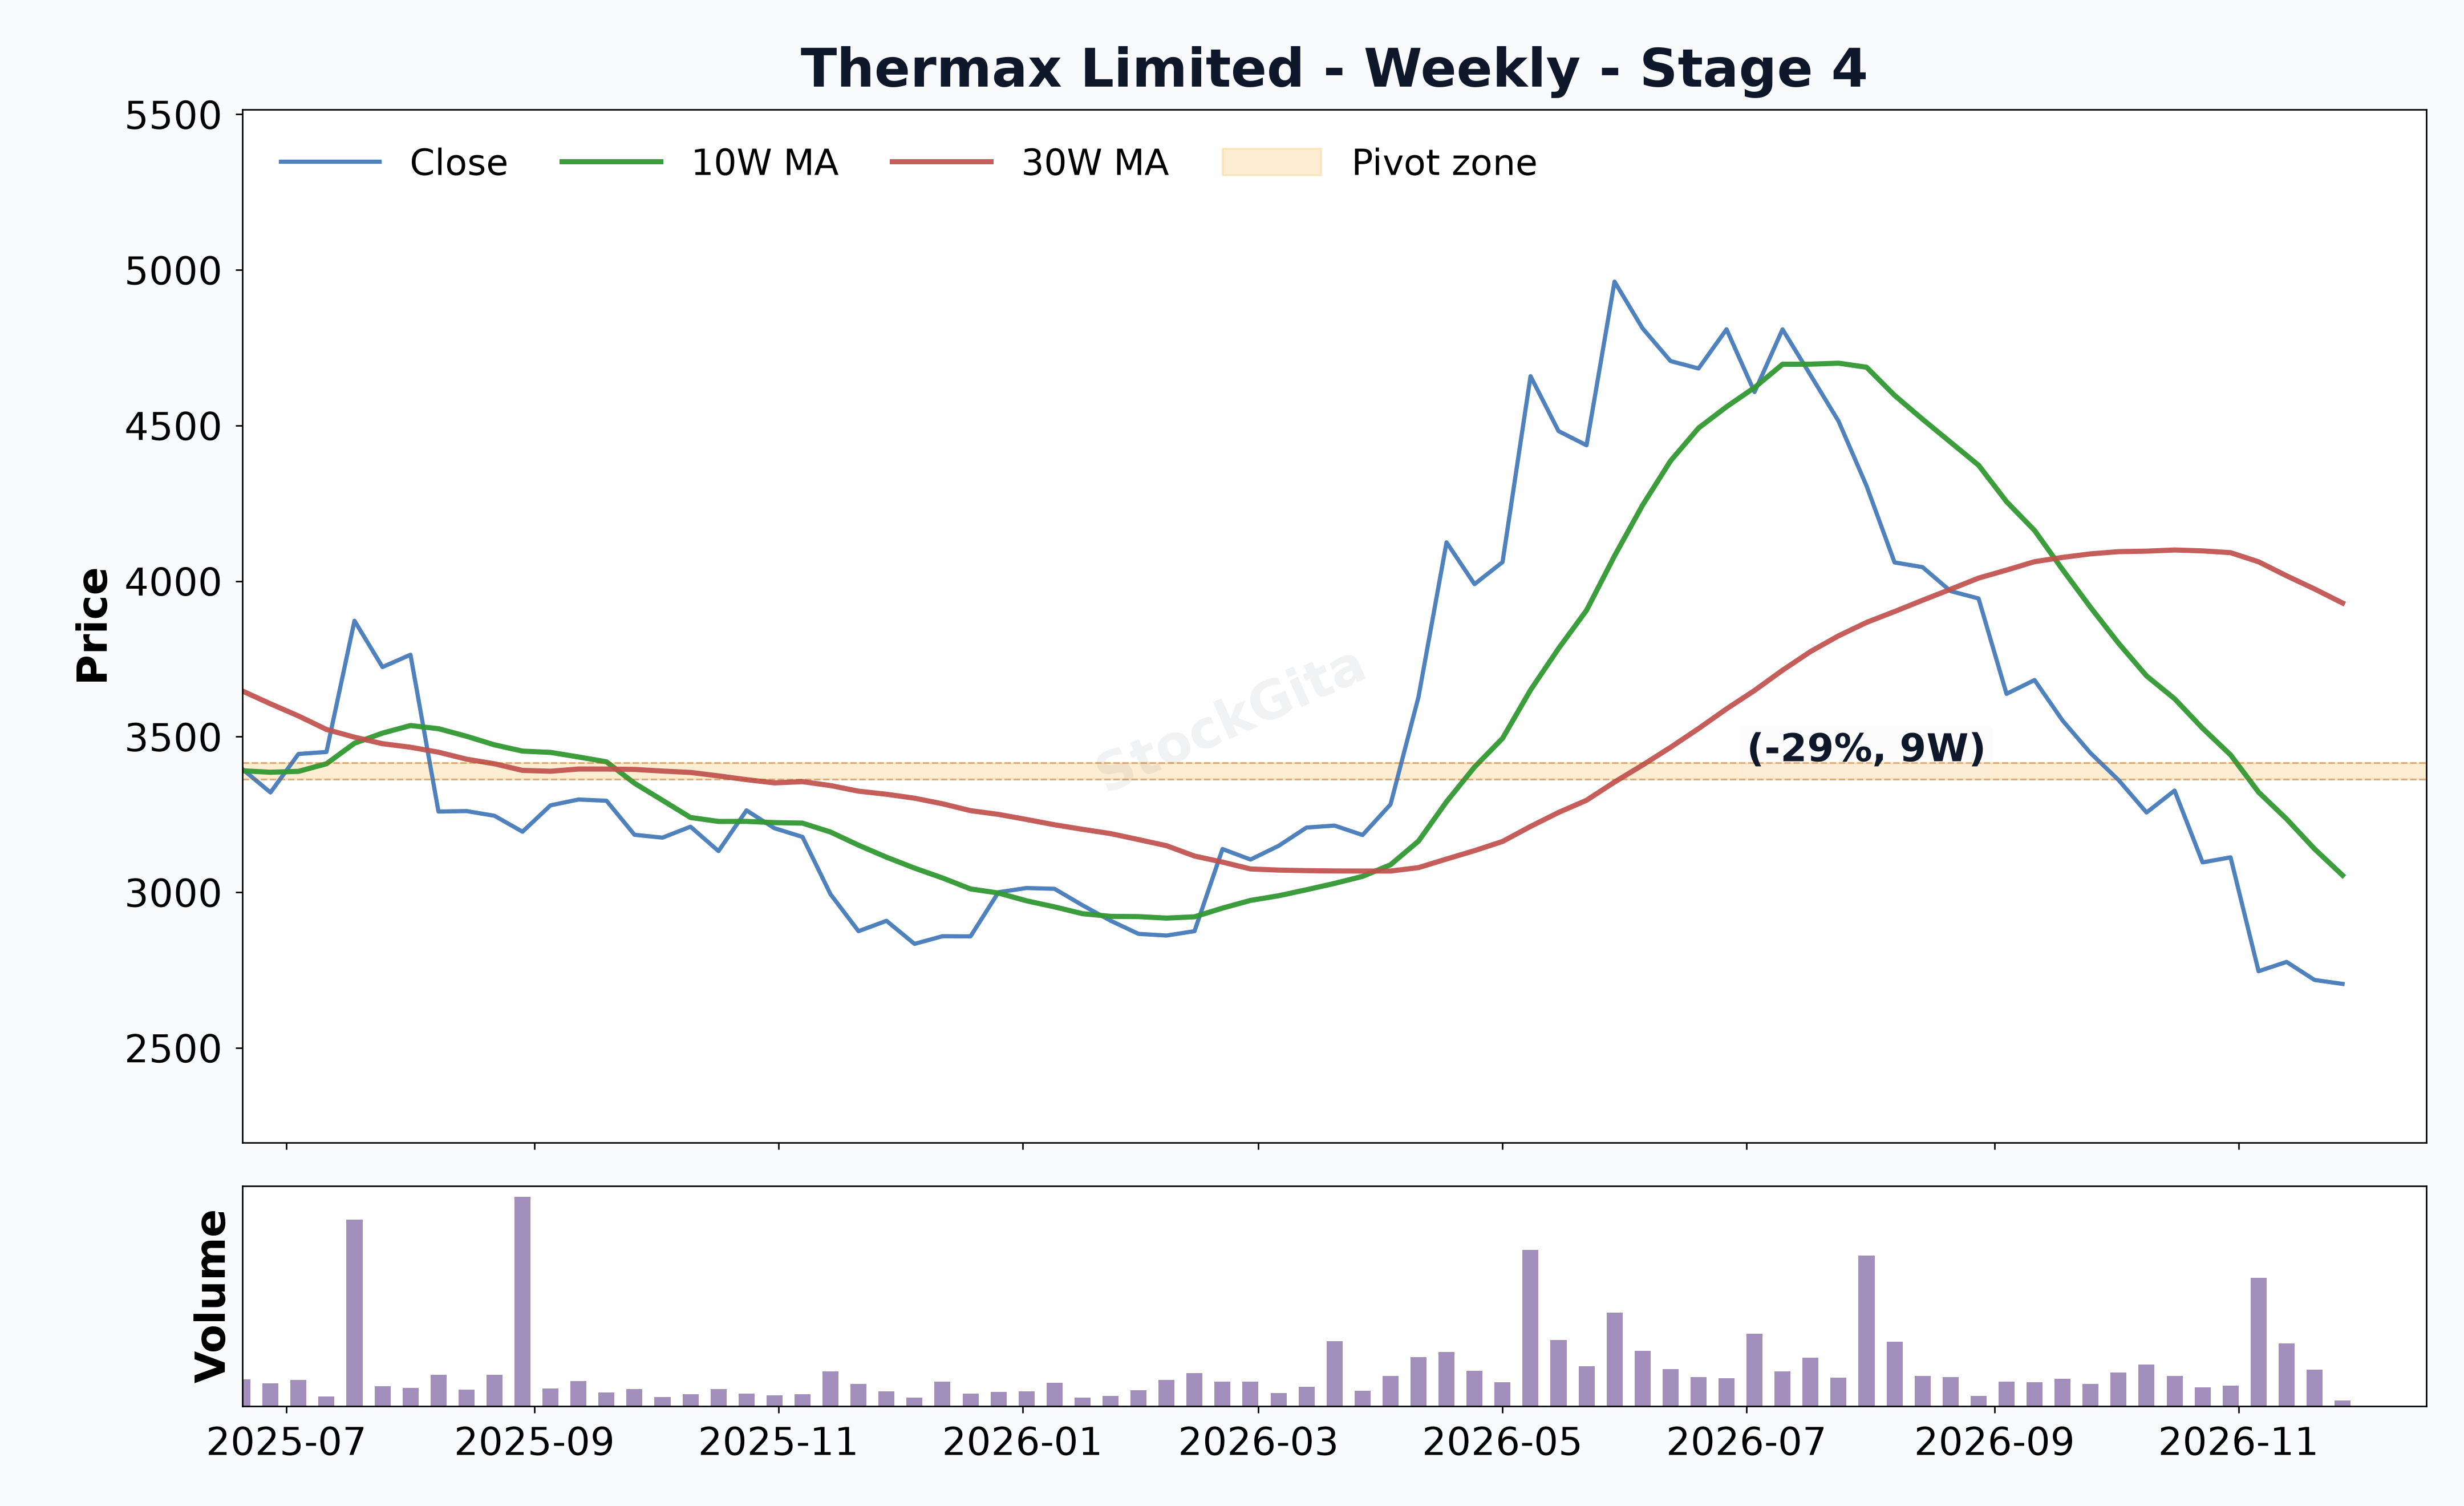 Thermax Limited - Weekly - Stage 4
Close 10W MA 30W MA Pivot zone
5500
5000
4500
4000
3500
3000
2500
Price
StockGita
(-29%, 9W)
Volume
2025-07 2025-09 2025-11 2026-01 2026-03 2026-05 2026-07 2026-09 2026-11